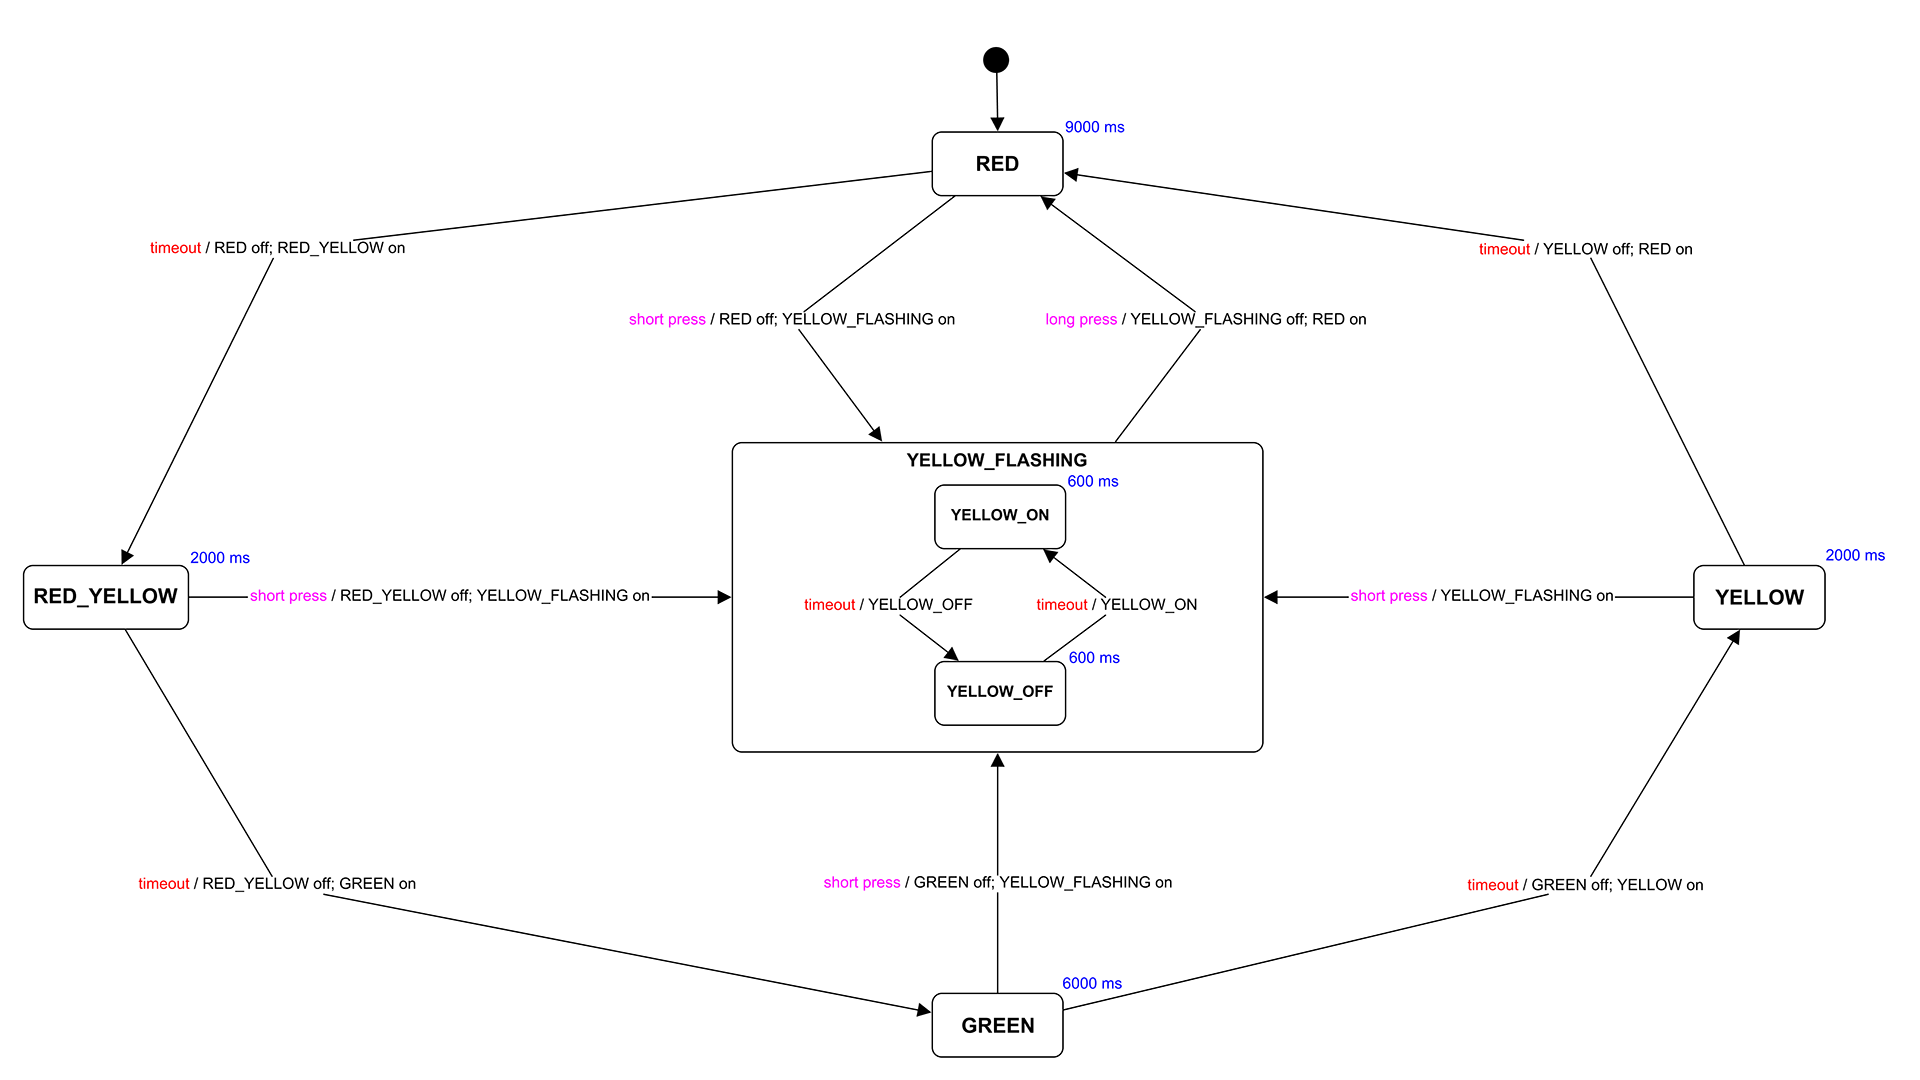 9000 ms
RED
timeout / RED off; RED_YELLOW on
timeout / YELLOW off; RED on
short press / RED off; YELLOW_FLASHING on
long press / YELLOW_FLASHING off; RED on
YELLOW_FLASHING
600 ms
YELLOW_ON
2000 ms
RED_YELLOW
short press / RED_YELLOW off; YELLOW_FLASHING on
timeout / YELLOW_OFF
timeout / YELLOW_ON
short press / YELLOW_FLASHING on
2000 ms
YELLOW
600 ms
YELLOW_OFF
timeout / RED_YELLOW off; GREEN on
short press / GREEN off; YELLOW_FLASHING on
timeout / GREEN off; YELLOW on
6000 ms
GREEN